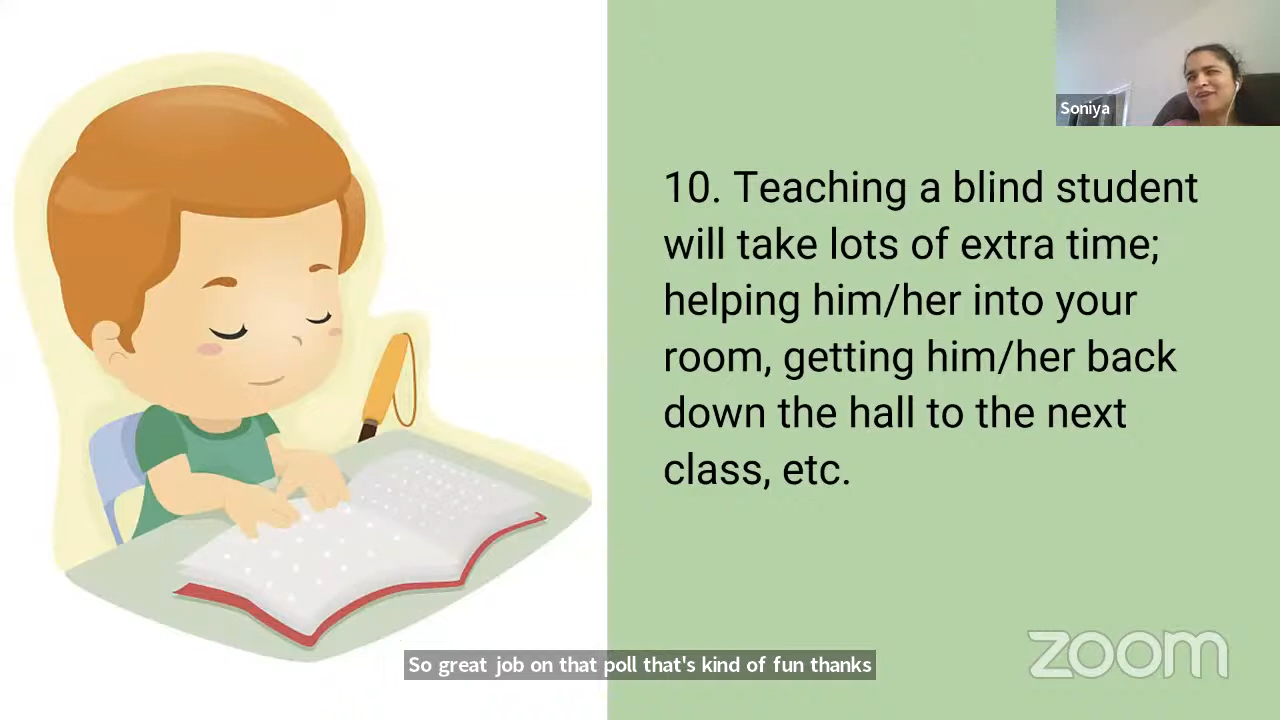 Soniya
10. Teaching a blind student
will take lots of extra time;
helping him/her into your
room, getting him/her back
down the hall to the next
class, etc.
So great job on that poll that's kind of fun thanks
zoom